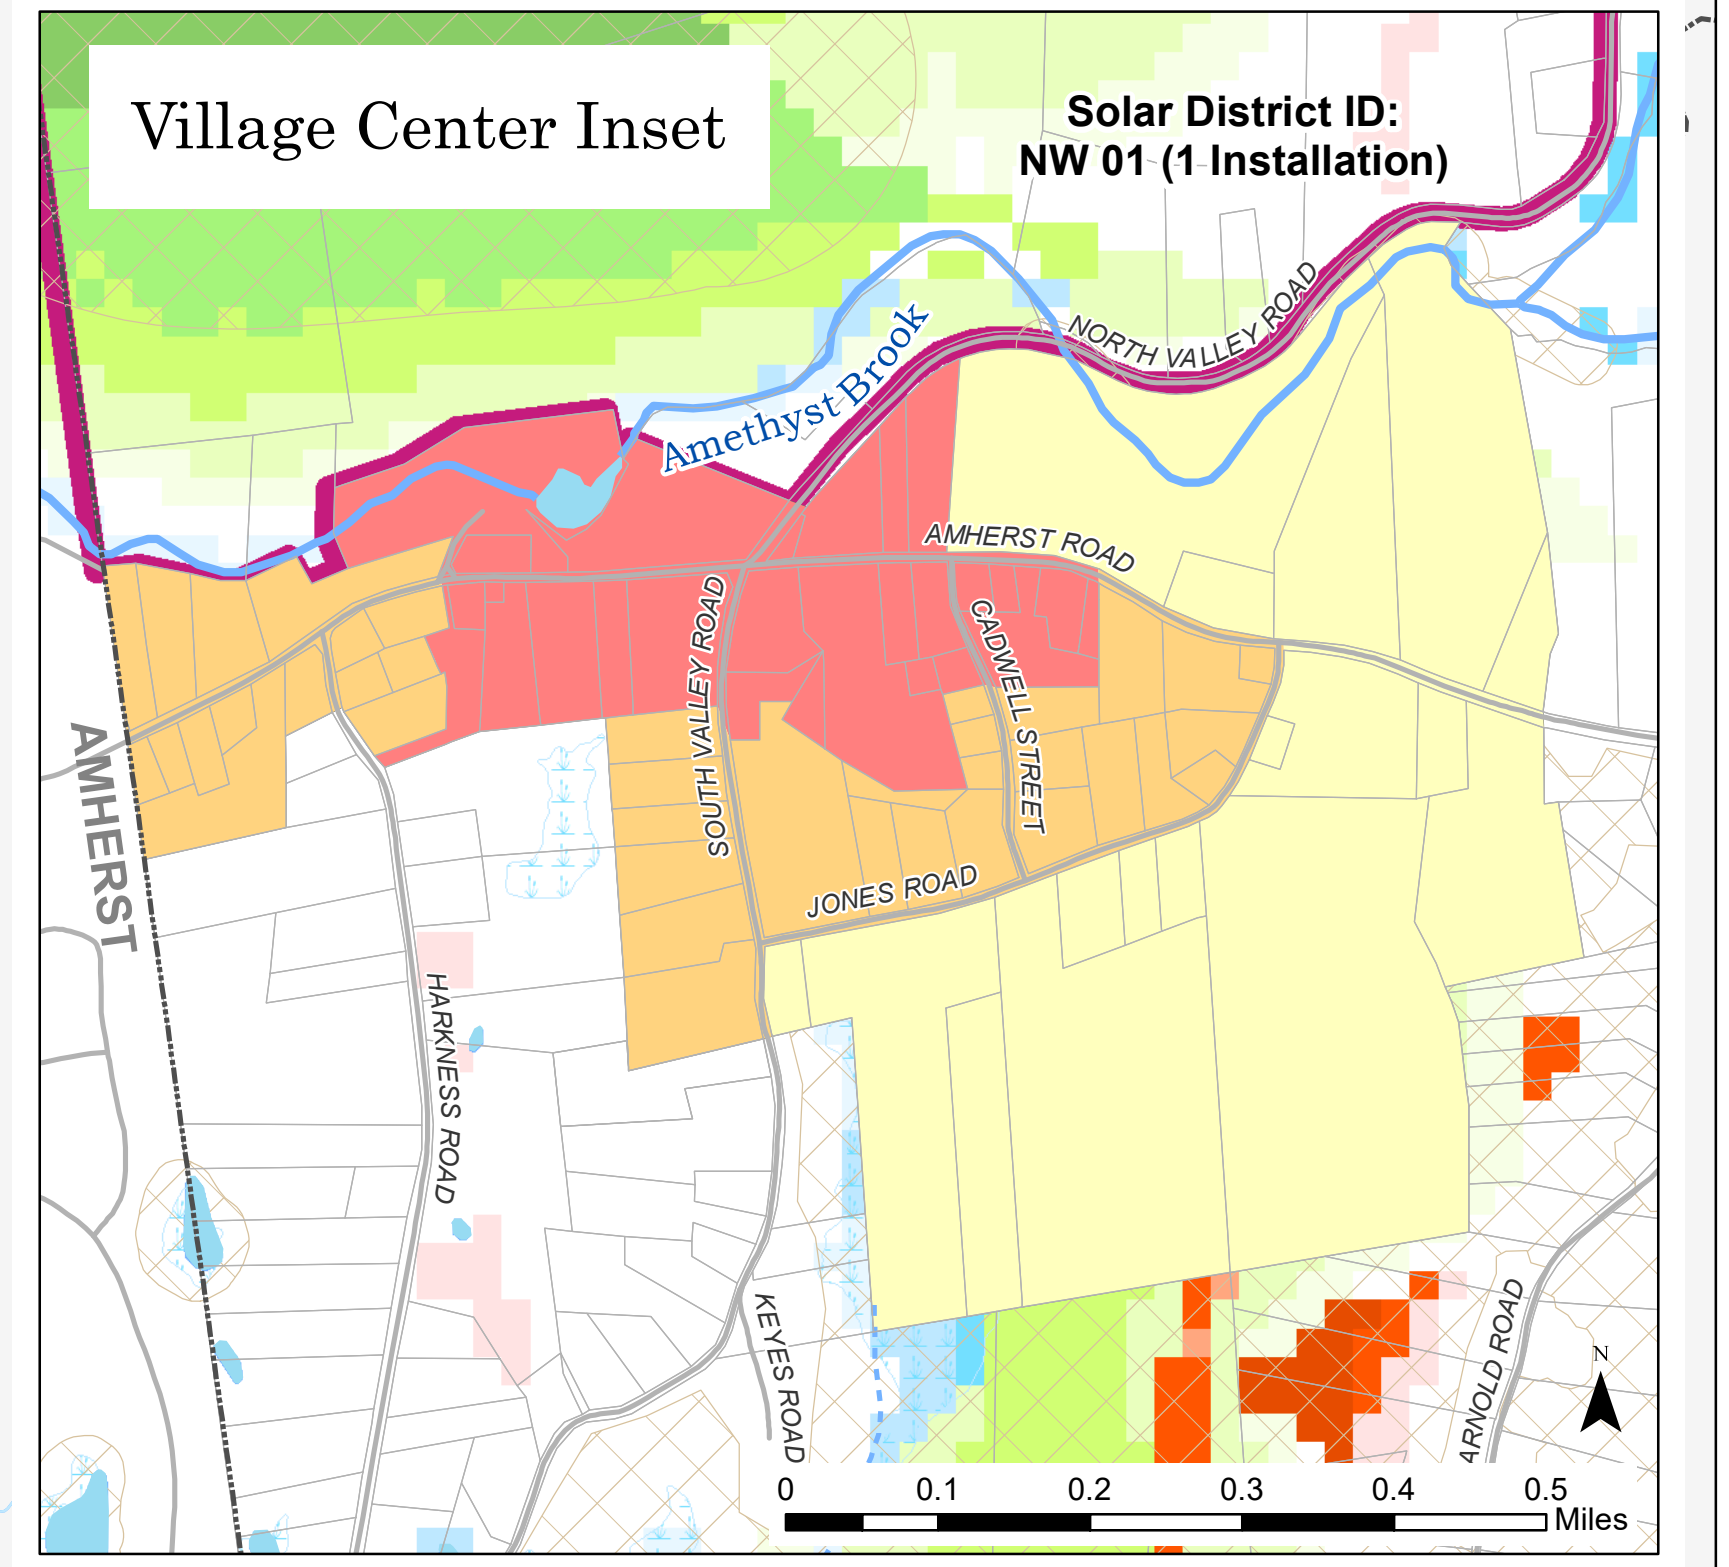 Village Center Inset
Solar District ID:
NW 01 (1 Installation)
NORTH VALLEY ROAD
Amethyst Brook
AMHERST ROAD
SOUTH VALLEY ROAD
CADWELL STREET
AMHERST
JONES ROAD
HARKNESS ROAD
KEYES ROAD
ARNOLD ROAD
N
0 0.1 0.2 0.3 0.4 0.5
Miles